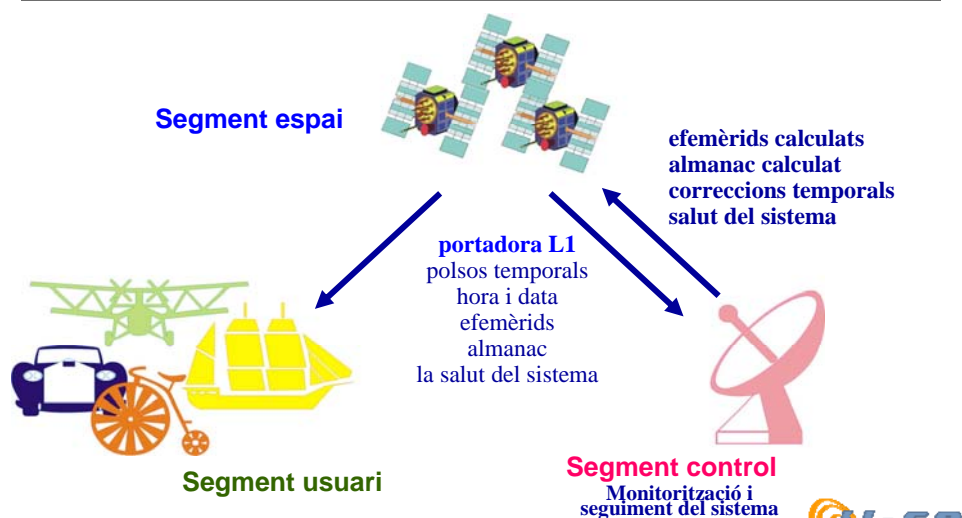 Segment espai
efemèrids calculats
almanac calculat
correccions temporals
salut del sistema
portadora L1
polsos temporals
hora i data
efemèrids
almanac
la salut del sistema
Segment usuari
Segment control
Monitorització i
seguiment del sistema